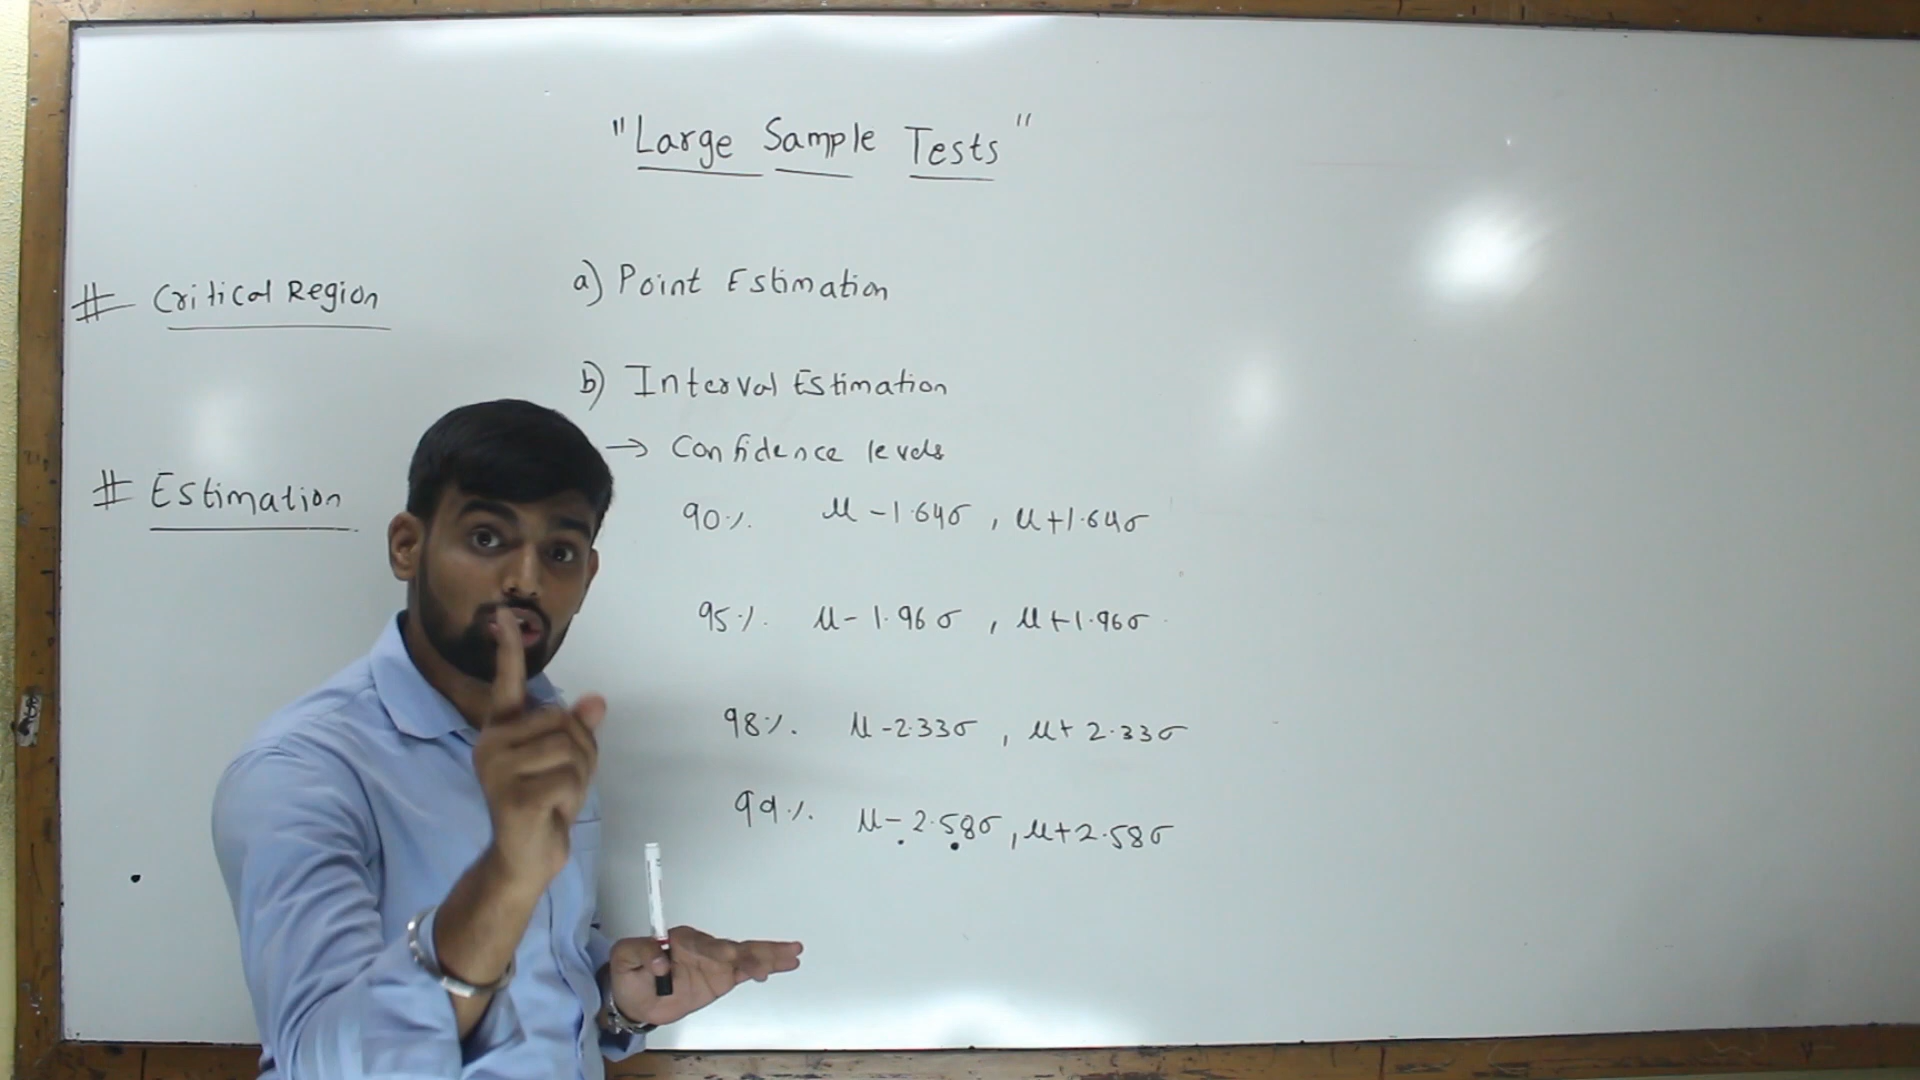 "Large Sample Tests"
# Critical Region
a) Point Estimation
b) Interval Estimation
→ Confidence levels
# Estimation
90% μ-1.64σ, μ+1.64σ
95% μ-1.96σ, μ+1.96σ
98% μ-2.33σ, μ+2.33σ
99% μ-2.58σ, μ+2.58σ